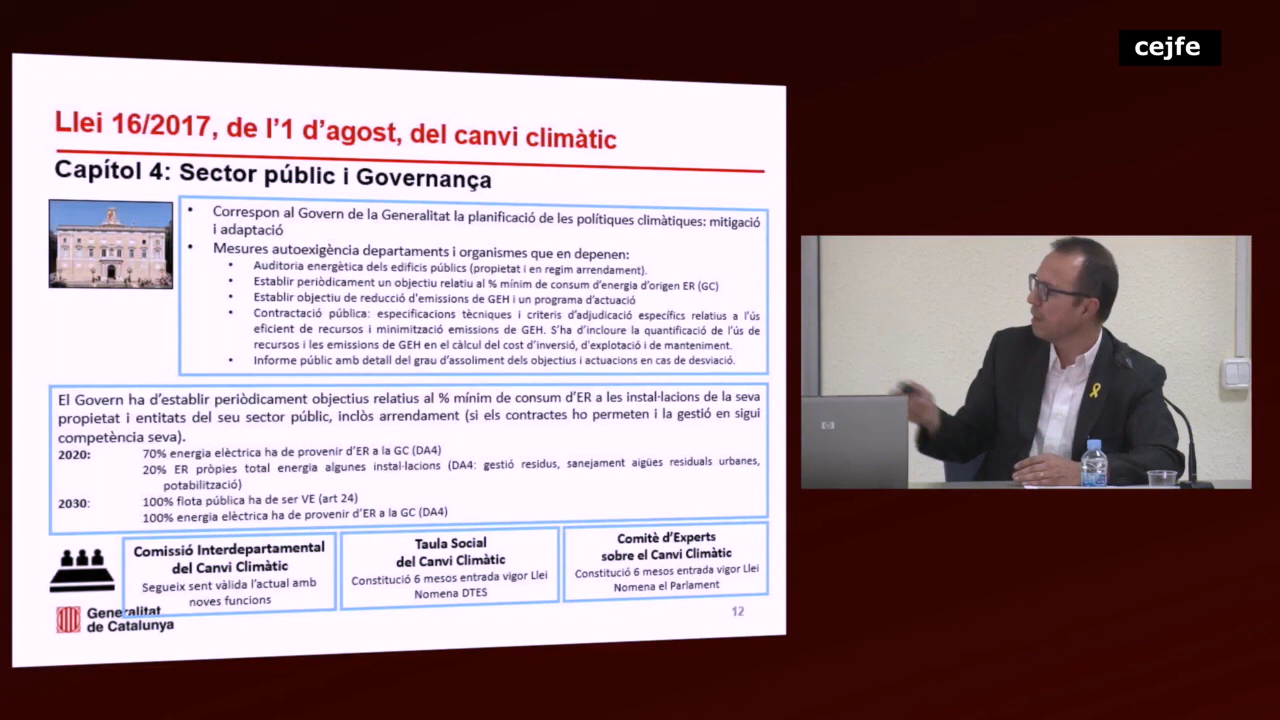 cejfe
Llei 16/2017, de l'1 d'agost, del canvi climàtic
Capítol 4: Sector públic i Governança
• Correspon al Govern de la Generalitat la planificació de les polítiques climàtiques: mitigació
i adaptació
• Mesures autoexigència departaments i organismes que en depenen:
• Auditoria energètica dels edificis públics (propietat i en regim arrendament).
• Establir periòdicament un objectiu relatiu al % mínim de consum d'energia d'origen ER (GC)
• Establir objectiu de reducció d'emissions de GEH i un programa d'actuació
• Contractació pública: especificacions tècniques i criteris d'adjudicació específics relatius a l'ús
eficient de recursos i minimització emissions de GEH. S'ha d'incloure la quantificació de l'ús de
recursos i les emissions de GEH en el càlcul del cost d'inversió, d'explotació i de manteniment.
• Informe públic amb detall del grau d'assoliment dels objectius i actuacions en cas de desviació.
El Govern ha d'establir periòdicament objectius relatius al % mínim de consum d'ER a les instal·lacions de la seva
propietat i entitats del seu sector públic, inclòs arrendament (si els contractes ho permeten i la gestió en sigui
competència seva).
2020: 70% energia elèctrica ha de provenir d'ER a la GC (DA4)
20% ER pròpies total energia algunes instal·lacions (DA4: gestió residus, sanejament aigües residuals urbanes,
potabilització)
2030: 100% flota pública ha de ser VE (art 24)
100% energia elèctrica ha de provenir d'ER a la GC (DA4)
Comissió Interdepartamental
del Canvi Climàtic
Segueix sent vàlida l'actual amb
noves funcions
Taula Social
del Canvi Climàtic
Constitució 6 mesos entrada vigor Llei
Nomena DTES
Comitè d'Experts
sobre el Canvi Climàtic
Constitució 6 mesos entrada vigor Llei
Nomena el Parlament
Generalitat
de Catalunya
12
hp